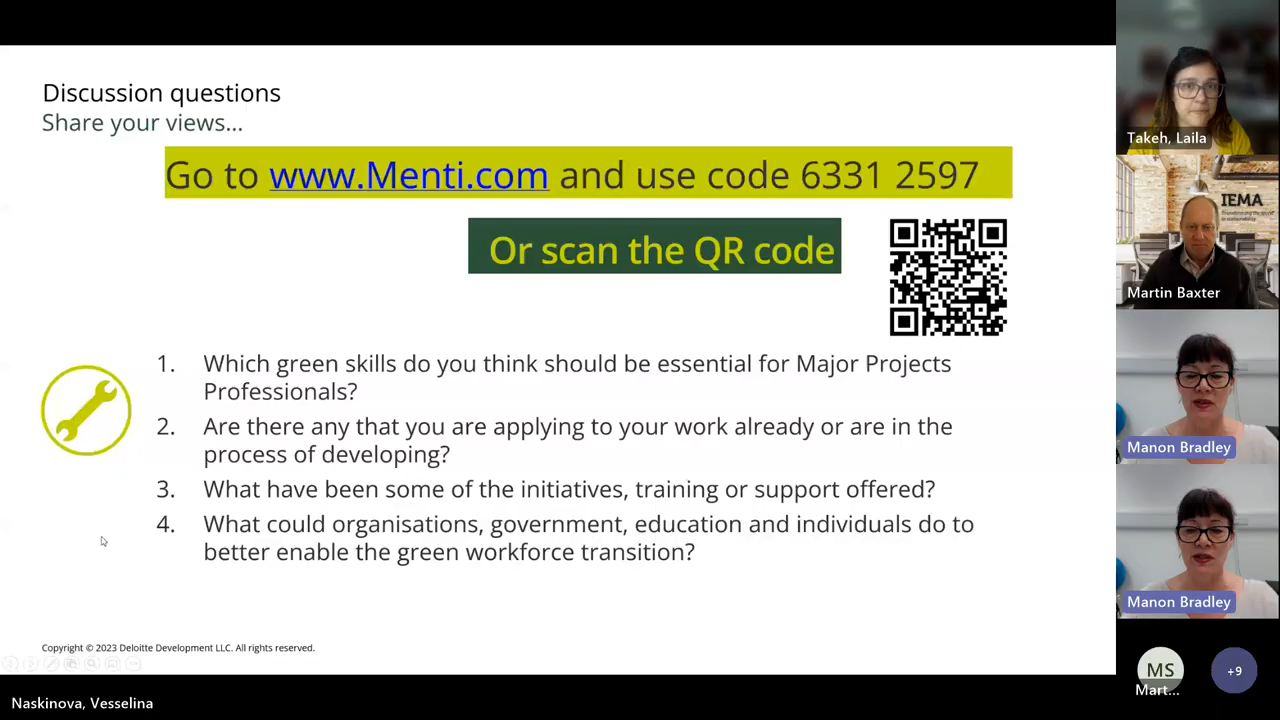 Discussion questions
Share your views...
Go to www.Menti.com and use code 6331 2597
Or scan the QR code
1. Which green skills do you think should be essential for Major Projects
Professionals?
2. Are there any that you are applying to your work already or are in the
process of developing?
3. What have been some of the initiatives, training or support offered?
4. What could organisations, government, education and individuals do to
better enable the green workforce transition?
Copyright © 2023 Deloitte Development LLC. All rights reserved.
Naskinova, Vesselina
Takeh, Laila
IEMA
Martin Baxter
Manon Bradley
Manon Bradley
MS
Mart...
+9